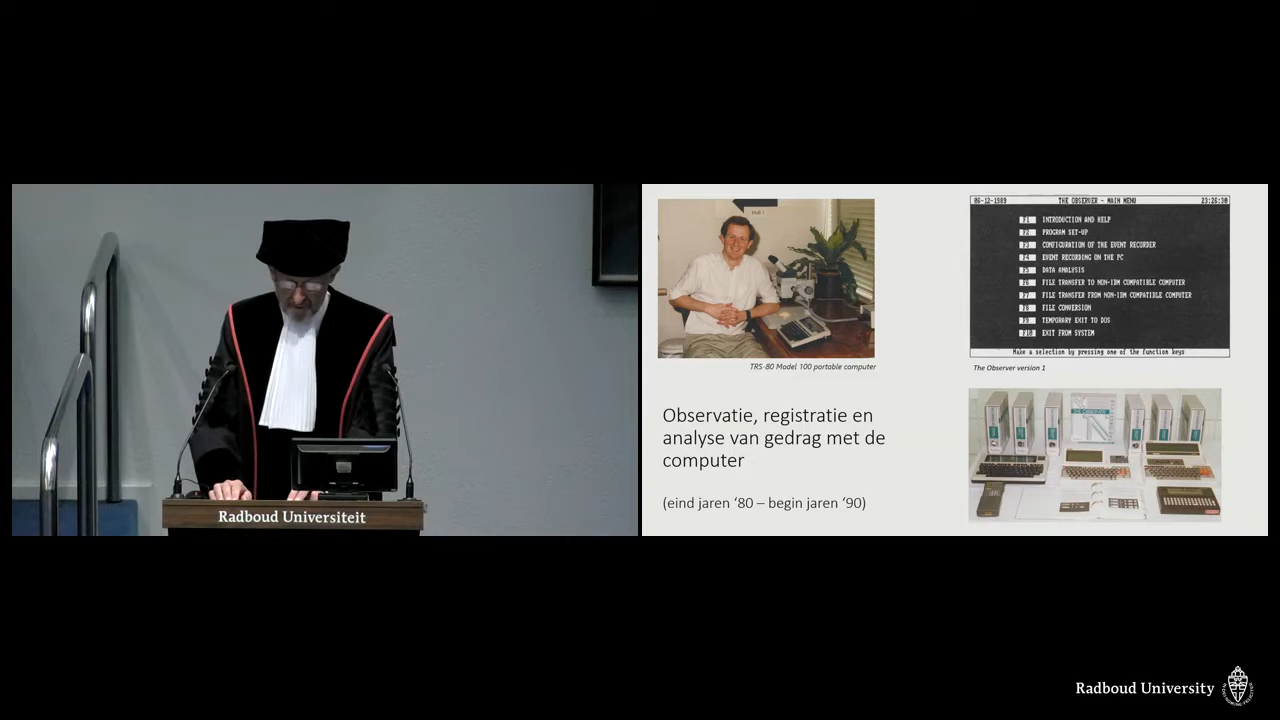 Radboud Universiteit
Hall 1
TRS-80 Model 100 portable computer
Observatie, registratie en
analyse van gedrag met de
computer
(eind jaren ‘80 – begin jaren ‘90)
06-12-1989 THE OBSERVER - MAIN MENU 23:26:30
F1 INTRODUCTION AND HELP
F2 PROGRAM SET-UP
F3 CONFIGURATION OF THE EVENT RECORDER
F4 EVENT RECORDING ON THE PC
F5 DATA ANALYSIS
F6 FILE TRANSFER TO NON-IBM COMPATIBLE COMPUTER
F7 FILE TRANSFER FROM NON-IBM COMPATIBLE COMPUTER
F8 FILE CONVERSION
F9 TEMPORARY EXIT TO DOS
F10 EXIT FROM SYSTEM
Make a selection by pressing one of the function keys
The Observer version 1
THE OBSERVER
Radboud University